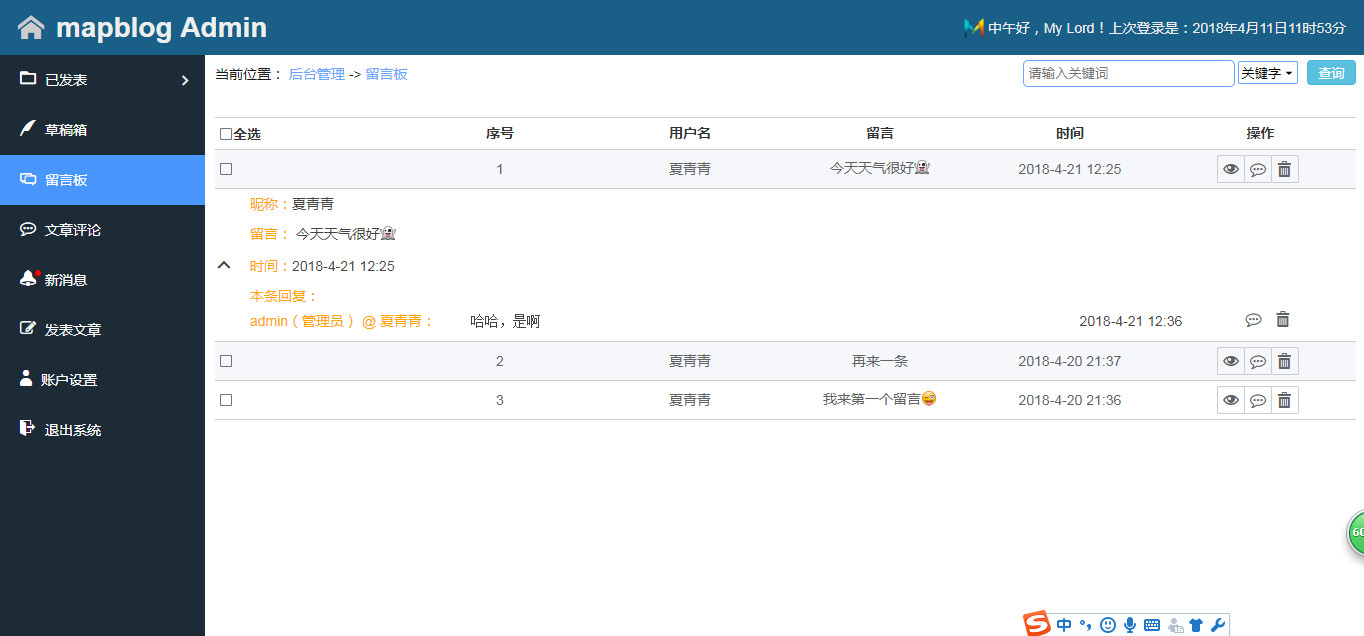 mapblog Admin
中午好，My Lord！上次登录是：2018年4月11日11时53分
已发表
草稿箱
留言板
文章评论
新消息
发表文章
账户设置
退出系统
当前位置： 后台管理 -> 留言板
请输入关键词 关键字 查询
全选 序号 用户名 留言 时间 操作
1 夏青青 今天天气很好 2018-4-21 12:25
昵称：夏青青
留言： 今天天气很好
时间：2018-4-21 12:25
本条回复：
admin（管理员） @ 夏青青： 哈哈，是啊 2018-4-21 12:36
2 夏青青 再来一条 2018-4-20 21:37
3 夏青青 我来第一个留言😜 2018-4-20 21:36
60
S 中 °,